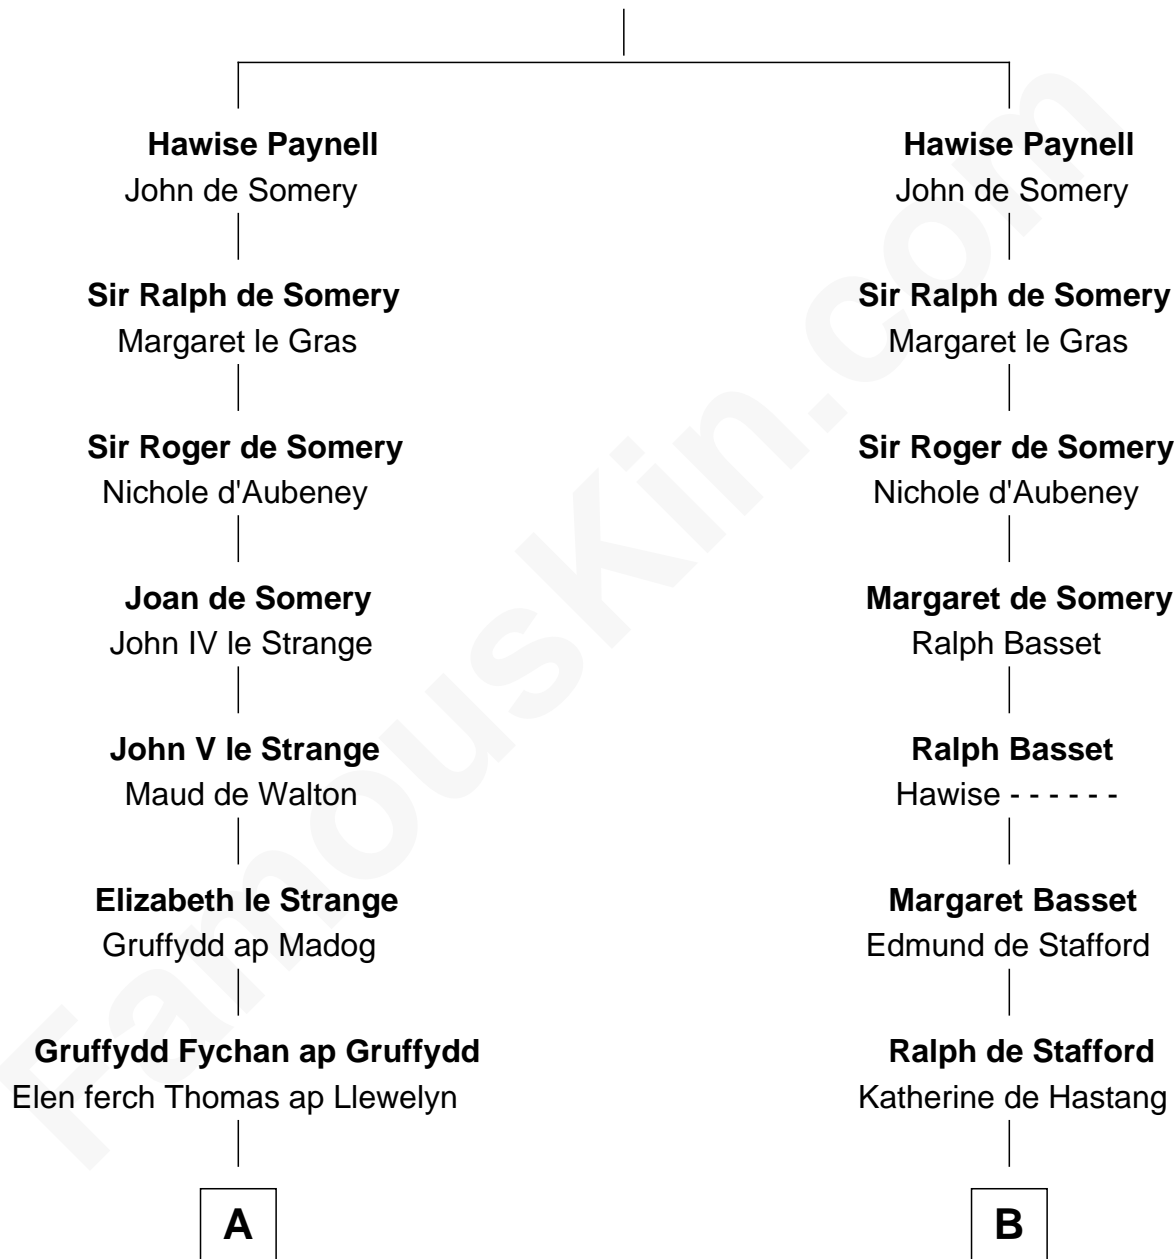 Hawise Paynell
John de Somery
Sir Ralph de Somery
Margaret le Gras
Sir Roger de Somery
Nichole d'Aubeney
Joan de Somery
John IV le Strange
John V le Strange
Maud de Walton
Elizabeth le Strange
Gruffydd ap Madog
Gruffydd Fychan ap Gruffydd
Elen ferch Thomas ap Llewelyn
A
Hawise Paynell
John de Somery
Sir Ralph de Somery
Margaret le Gras
Sir Roger de Somery
Nichole d'Aubeney
Margaret de Somery
Ralph Basset
Ralph Basset
Hawise - - - - - -
Margaret Basset
Edmund de Stafford
Ralph de Stafford
Katherine de Hastang
B
FamousKin.com